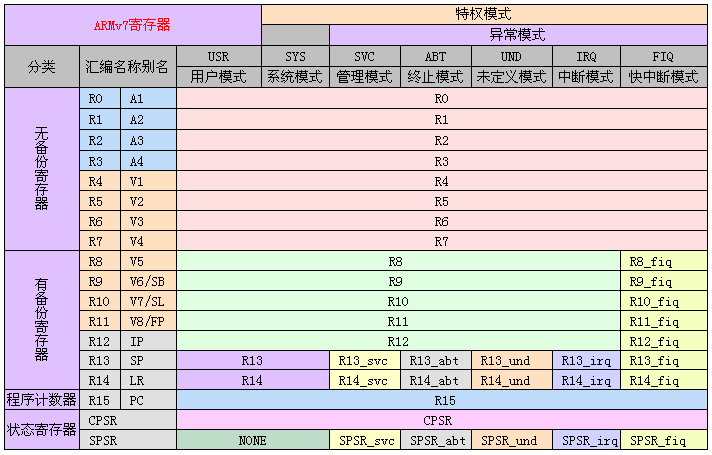 ARMv7寄存器 特权模式
异常模式
分类 汇编名称别名 USR SYS SVC ABT UND IRQ FIQ
用户模式 系统模式 管理模式 终止模式 未定义模式 中断模式 快中断模式
无备份寄存器 R0 A1 R0
R1 A2 R1
R2 A3 R2
R3 A4 R3
R4 V1 R4
R5 V2 R5
R6 V3 R6
R7 V4 R7
有备份寄存器 R8 V5 R8 R8_fiq
R9 V6/SB R9 R9_fiq
R10 V7/SL R10 R10_fiq
R11 V8/FP R11 R11_fiq
R12 IP R12 R12_fiq
R13 SP R13 R13_svc R13_abt R13_und R13_irq R13_fiq
R14 LR R14 R14_svc R14_abt R14_und R14_irq R14_fiq
程序计数器 R15 PC R15
状态寄存器 CPSR CPSR
SPSR NONE SPSR_svc SPSR_abt SPSR_und SPSR_irq SPSR_fiq